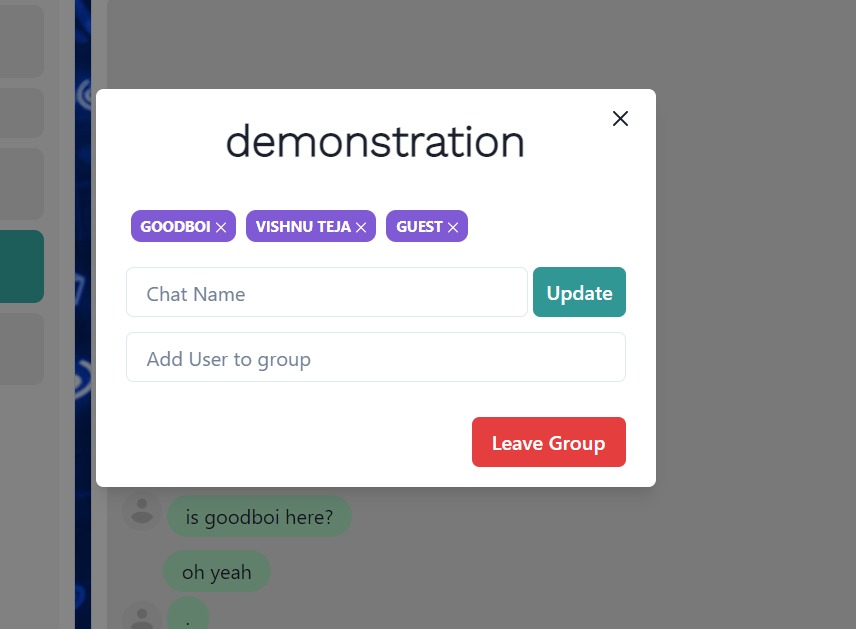 demonstration
GOODBOI VISHNU TEJA GUEST
Chat Name Update
Add User to group
Leave Group
is goodboi here?
oh yeah
.